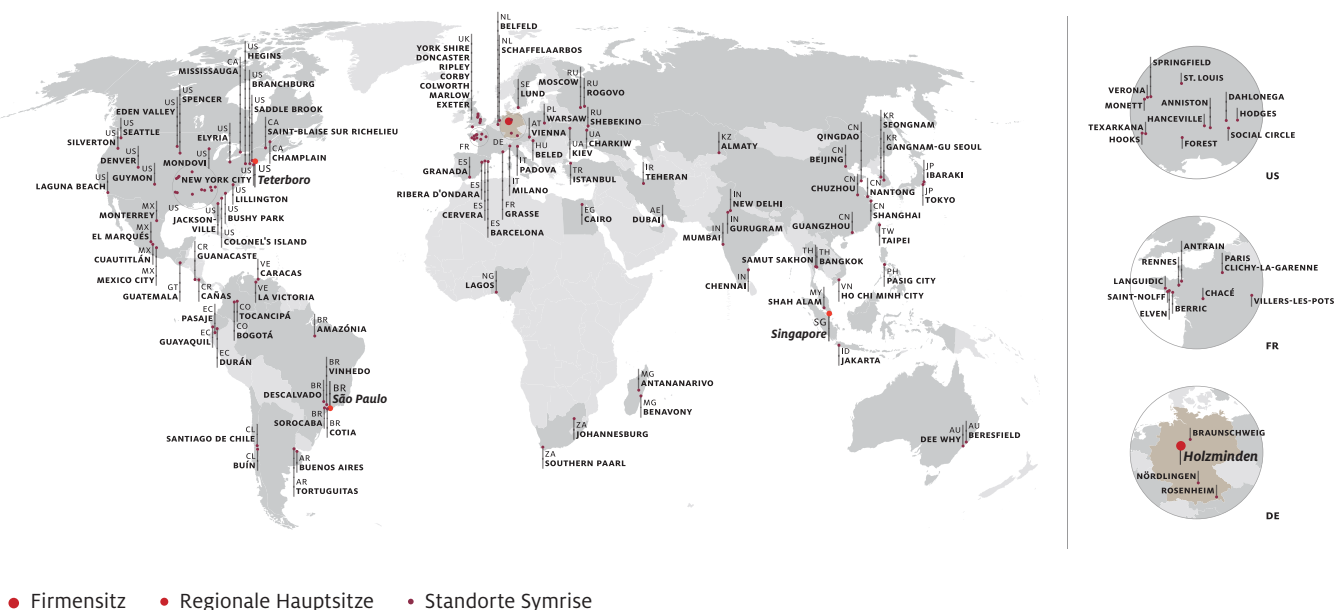 NL
BELFELD
NL
SCHAFFELAARBOS
UK
YORK SHIRE
DONCASTER
RIPLEY
CORBY
COLWORTH
MARLOW
EXETER
US
HEGINS
CA
MISSISSAUGA
US
BRANCHBURG
US
SPENCER
US
SADDLE BROOK
EDEN VALLEY
US
SEATTLE
US
SILVERTON
US
ELYRIA
CA
SAINT-BLAISE SUR RICHELIEU
CA
CHAMPLAIN
US
DENVER
US
MONDOVI
US
GUYMON
US
NEW YORK CITY
US
Teterboro
US
LAGUNA BEACH
US
LILLINGTON
US
JACKSON-
VILLE
US
BUSHY PARK
US
COLONEL'S ISLAND
MX
MONTERREY
MX
EL MARQUÉS
MX
CUAUTITLÁN
MX
MEXICO CITY
CR
GUANACASTE
GT
GUATEMALA
CR
CAÑAS
VE
CARACAS
VE
LA VICTORIA
CO
TOCANCIPÁ
CO
BOGOTÁ
EC
PASAJE
EC
GUAYAQUIL
EC
DURÁN
BR
AMAZÓNIA
BR
VINHEDO
BR
DESCALVADO
BR
São Paulo
BR
SOROCABA
BR
COTIA
CL
SANTIAGO DE CHILE
CL
BUÍN
AR
BUENOS AIRES
AR
TORTUGUITAS
SE
LUND
RU
MOSCOW
RU
ROGOVO
PL
WARSAW
RU
SHEBEKINO
AT
VIENNA
UA
CHARKIW
HU
BELED
UA
KIEV
DE
FR
ES
GRANADA
IT
PADOVA
TR
ISTANBUL
IT
MILANO
ES
RIBERA D'ONDARA
ES
CERVERA
FR
GRASSE
ES
BARCELONA
EG
CAIRO
IR
TEHERAN
AE
DUBAI
NG
LAGOS
MG
ANTANANARIVO
MG
BENAVONY
ZA
JOHANNESBURG
ZA
SOUTHERN PAARL
KZ
ALMATY
IN
NEW DELHI
IN
GURUGRAM
IN
MUMBAI
IN
CHENNAI
CN
QINGDAO
CN
BEIJING
KR
SEONGNAM
KR
GANGNAM-GU SEOUL
JP
IBARAKI
JP
TOKYO
CN
CHUZHOU
CN
NANTONG
CN
SHANGHAI
CN
GUANGZHOU
TW
TAIPEI
TH
SAMUT SAKHON
TH
BANGKOK
PH
PASIG CITY
VN
HO CHI MINH CITY
MY
SHAH ALAM
SG
Singapore
ID
JAKARTA
AU
DEE WHY
AU
BERESFIELD
SPRINGFIELD
ST. LOUIS
VERONA
MONETT
ANNISTON
DAHLONEGA
HANCEVILLE
HODGES
TEXARKANA
HOOKS
SOCIAL CIRCLE
FOREST
US
ANTRAIN
RENNES
PARIS
CLICHY-LA-GARENNE
LANGUIDIC
SAINT-NOLFF
CHACÉ
VILLERS-LES-POTS
BERRIC
ELVEN
FR
BRAUNSCHWEIG
Holzminden
NÖRDLINGEN
ROSENHEIM
DE
Firmensitz
Regionale Hauptsitze
Standorte Symrise